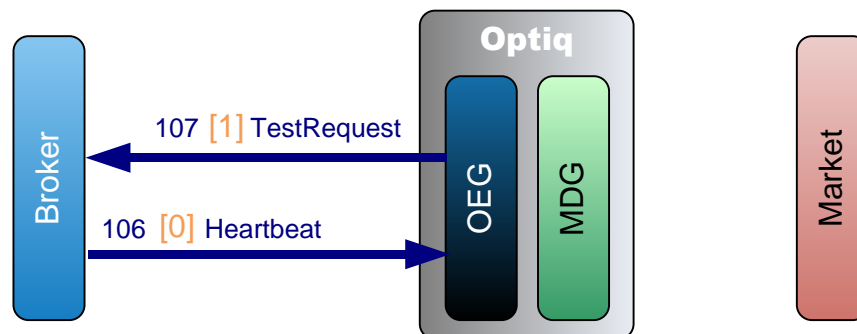 Optiq
107 [1] TestRequest
106 [0] Heartbeat
Broker
OEG
MDG
Market